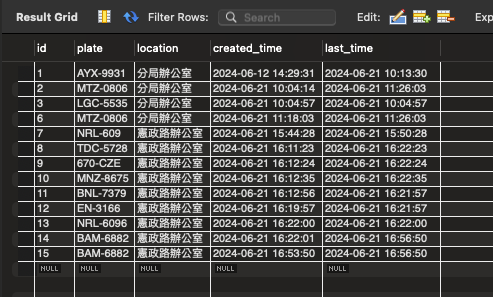 Result Grid Filter Rows: Search Edit: Exp
id plate location created_time last_time
1 AYX-9931 分局辦公室 2024-06-12 14:29:31 2024-06-21 10:13:30
2 MTZ-0806 分局辦公室 2024-06-21 10:04:14 2024-06-21 11:26:03
3 LGC-5535 分局辦公室 2024-06-21 10:04:57 2024-06-21 10:04:57
6 MTZ-0806 分局辦公室 2024-06-21 11:18:03 2024-06-21 11:26:03
7 NRL-609 憲政路辦公室 2024-06-21 15:44:28 2024-06-21 15:50:28
8 TDC-5728 憲政路辦公室 2024-06-21 16:11:23 2024-06-21 16:22:23
9 670-CZE 憲政路辦公室 2024-06-21 16:12:24 2024-06-21 16:22:24
10 MNZ-8675 憲政路辦公室 2024-06-21 16:12:35 2024-06-21 16:22:35
11 BNL-7379 憲政路辦公室 2024-06-21 16:12:56 2024-06-21 16:21:57
12 EN-3166 憲政路辦公室 2024-06-21 16:19:57 2024-06-21 16:21:57
13 NRL-6096 憲政路辦公室 2024-06-21 16:22:00 2024-06-21 16:22:00
14 BAM-6882 憲政路辦公室 2024-06-21 16:22:01 2024-06-21 16:56:50
15 BAM-6882 憲政路辦公室 2024-06-21 16:53:50 2024-06-21 16:56:50
NULL NULL NULL NULL NULL